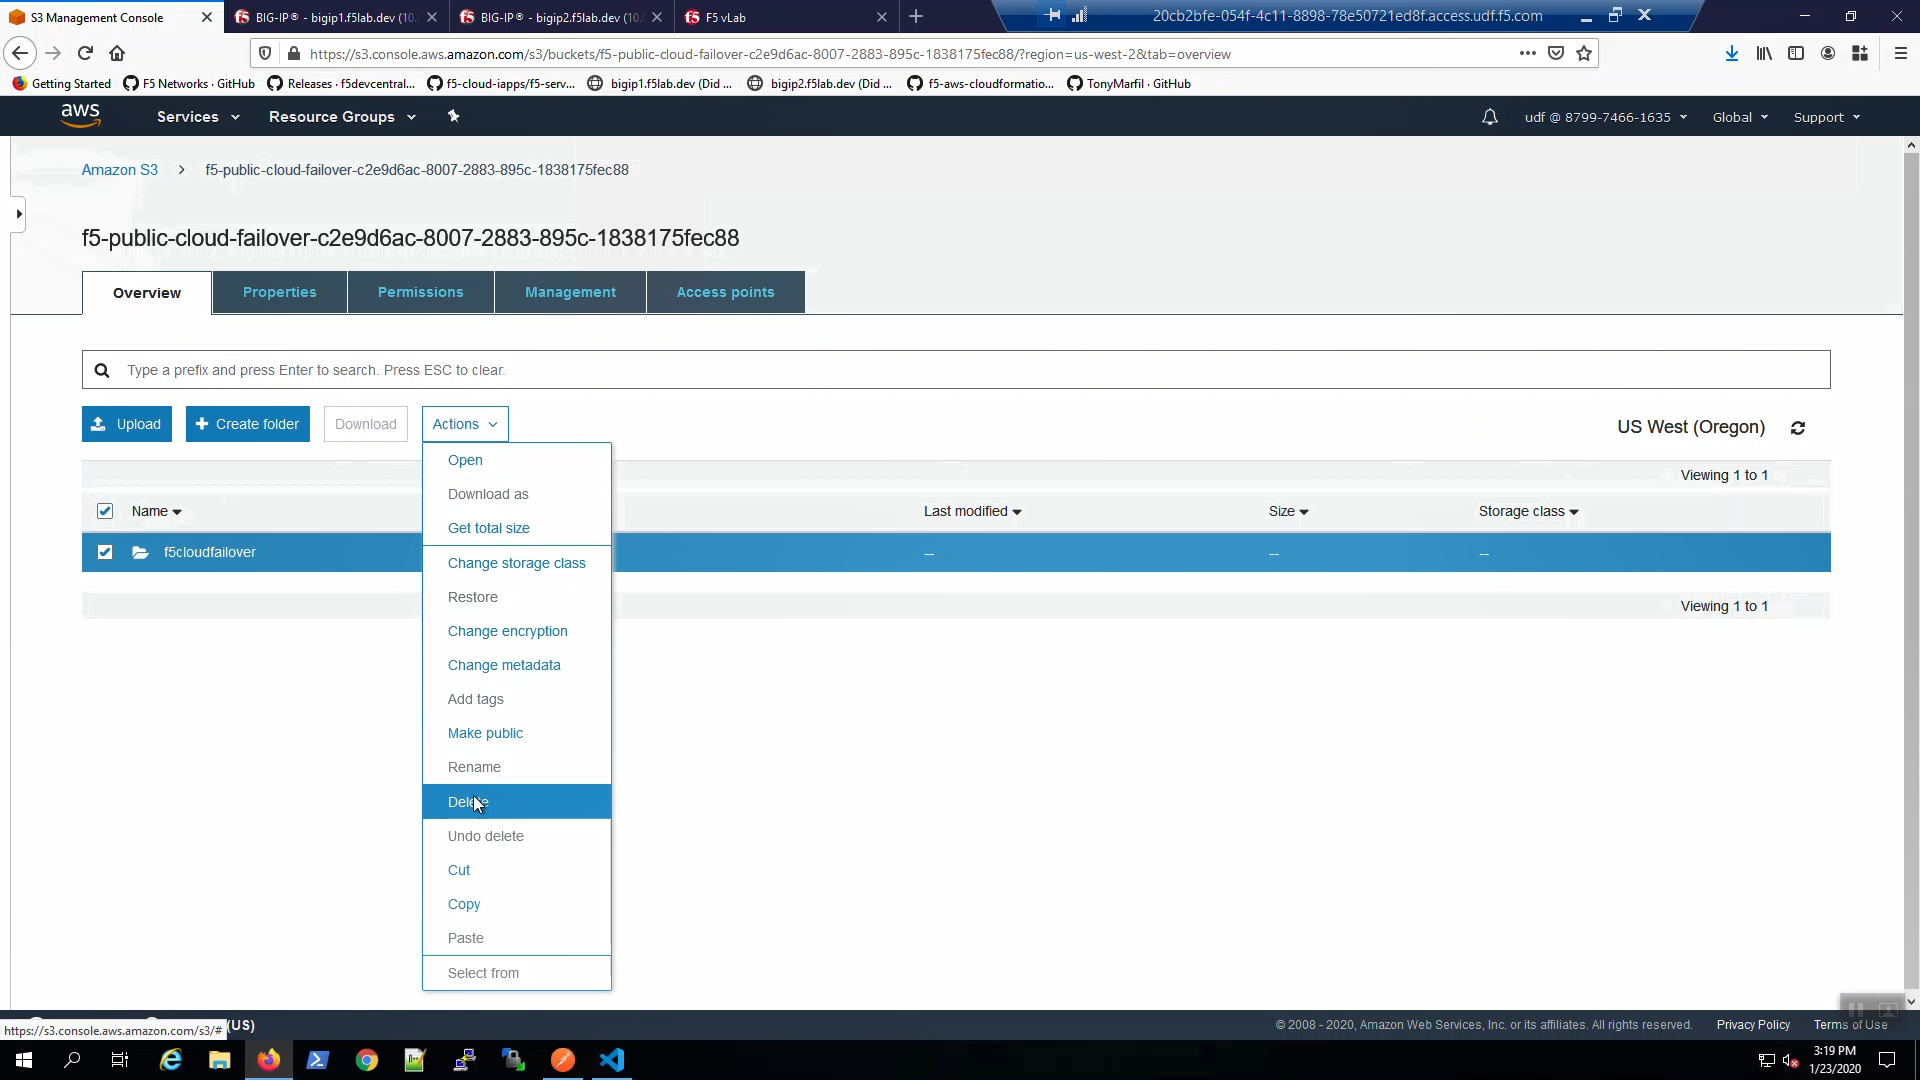 S3 Management Console
BIG-IP® - bigip1.f5lab.dev (10.
BIG-IP® - bigip2.f5lab.dev (10.
F5 vLab
20cb2bfe-054f-4c11-8898-78e50721ed8f.access.udf.f5.com
https://s3.console.aws.amazon.com/s3/buckets/f5-public-cloud-failover-c2e9d6ac-8007-2883-895c-1838175fec88/?region=us-west-2&tab=overview
Getting Started
F5 Networks · GitHub
Releases · f5devcentral...
f5-cloud-iapps/f5-serv...
bigip1.f5lab.dev (Did ...
bigip2.f5lab.dev (Did ...
f5-aws-cloudformatio...
TonyMarfil · GitHub
aws
Services
Resource Groups
udf @ 8799-7466-1635
Global
Support
Amazon S3
f5-public-cloud-failover-c2e9d6ac-8007-2883-895c-1838175fec88
f5-public-cloud-failover-c2e9d6ac-8007-2883-895c-1838175fec88
Overview
Properties
Permissions
Management
Access points
Type a prefix and press Enter to search. Press ESC to clear.
Upload
Create folder
Download
Actions
US West (Oregon)
Viewing 1 to 1
Name
Last modified
Size
Storage class
f5cloudfailover
--
--
--
Viewing 1 to 1
Open
Download as
Get total size
Change storage class
Restore
Change encryption
Change metadata
Add tags
Make public
Rename
Delete
Undo delete
Cut
Copy
Paste
Select from
https://s3.console.aws.amazon.com/s3/#
(US)
© 2008 - 2020, Amazon Web Services, Inc. or its affiliates. All rights reserved.
Privacy Policy
Terms of Use
3:19 PM
1/23/2020